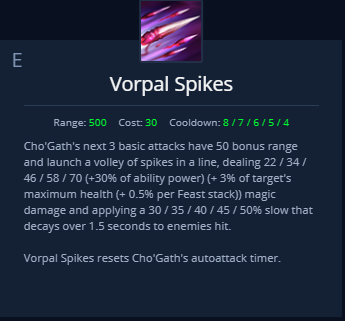 E
Vorpal Spikes
Range: 500 Cost: 30 Cooldown: 8 / 7 / 6 / 5 / 4
Cho'Gath's next 3 basic attacks have 50 bonus range
and launch a volley of spikes in a line, dealing 22 / 34 /
46 / 58 / 70 (+30% of ability power) (+ 3% of target's
maximum health (+ 0.5% per Feast stack)) magic
damage and applying a 30 / 35 / 40 / 45 / 50% slow that
decays over 1.5 seconds to enemies hit.
Vorpal Spikes resets Cho'Gath's autoattack timer.